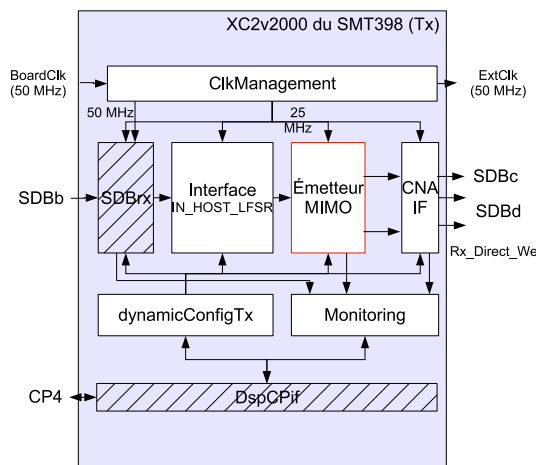 XC2v2000 du SMT398 (Tx)
BoardClk
(50 MHz)
ClkManagement
ExtClk
(50 MHz)
50 MHz
25
MHz
SDBb
SDBrx
Interface
IN_HOST_LFSR
Émetteur
MIMO
CNA
IF
SDBc
SDBd
Rx_Direct_We
dynamicConfigTx
Monitoring
CP4
DspCPif